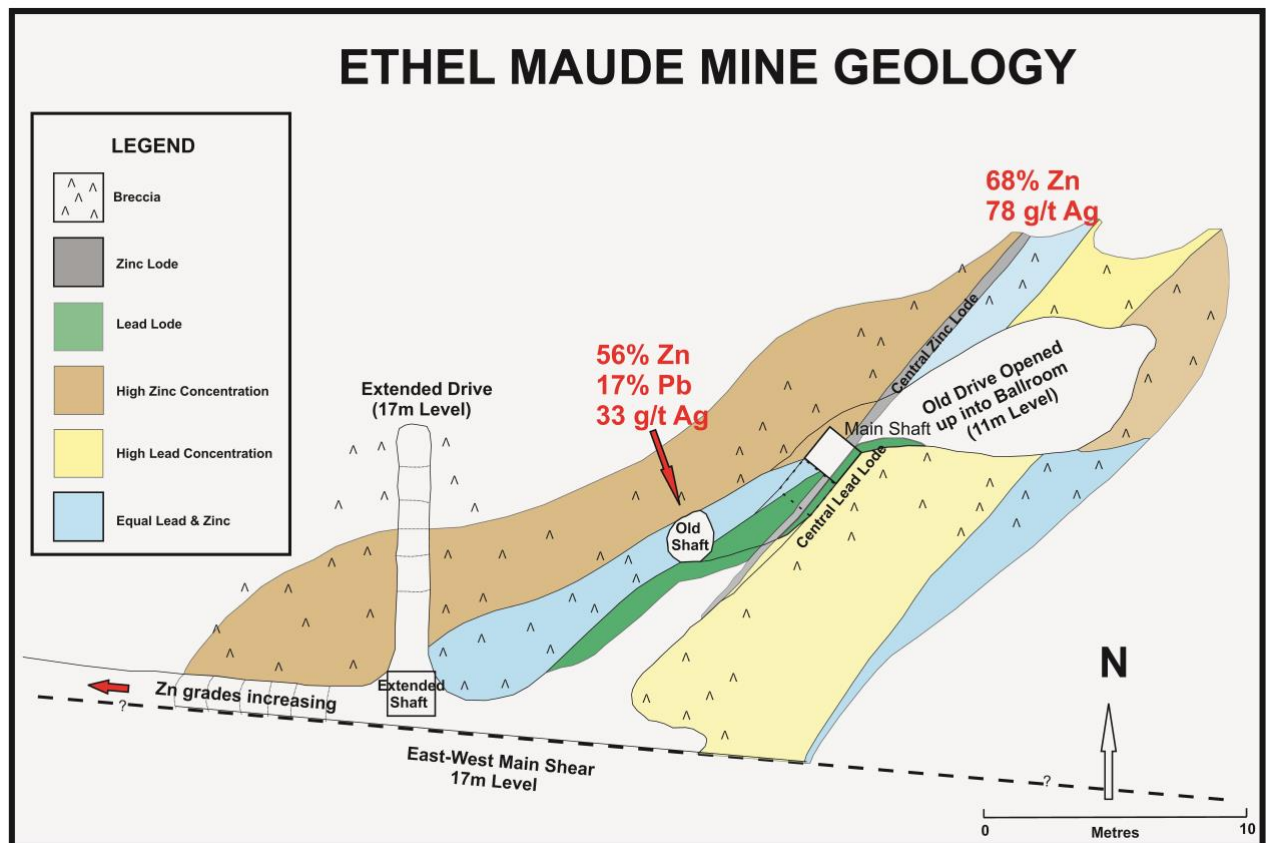 ETHEL MAUDE MINE GEOLOGY
LEGEND
Breccia
Zinc Lode
Lead Lode
High Zinc Concentration
High Lead Concentration
Equal Lead & Zinc
68% Zn
78 g/t Ag
56% Zn
17% Pb
33 g/t Ag
Extended Drive
(17m Level)
Central Zinc Lode
Old Drive Opened
up into Ballroom
(11m Level)
Main Shaft
Central Lead Lode
Old
Shaft
Extended
Shaft
Zn grades increasing
?
East-West Main Shear
17m Level
?
N
0
10
Metres